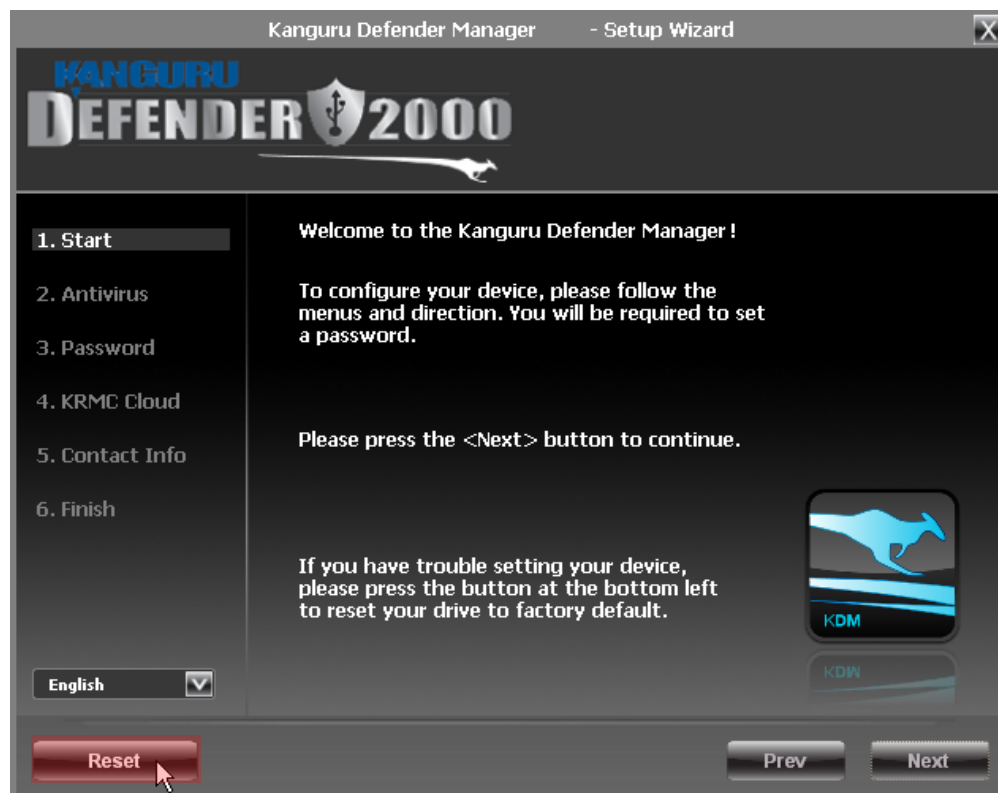 Kanguru Defender Manager - Setup Wizard
X
KANGURU
DEFENDER 2000
1. Start
2. Antivirus
3. Password
4. KRMC Cloud
5. Contact Info
6. Finish
Welcome to the Kanguru Defender Manager!
To configure your device, please follow the
menus and direction. You will be required to set
a password.
Please press the <Next> button to continue.
If you have trouble setting your device,
please press the button at the bottom left
to reset your drive to factory default.
KDM
KDM
English
Reset
Prev
Next